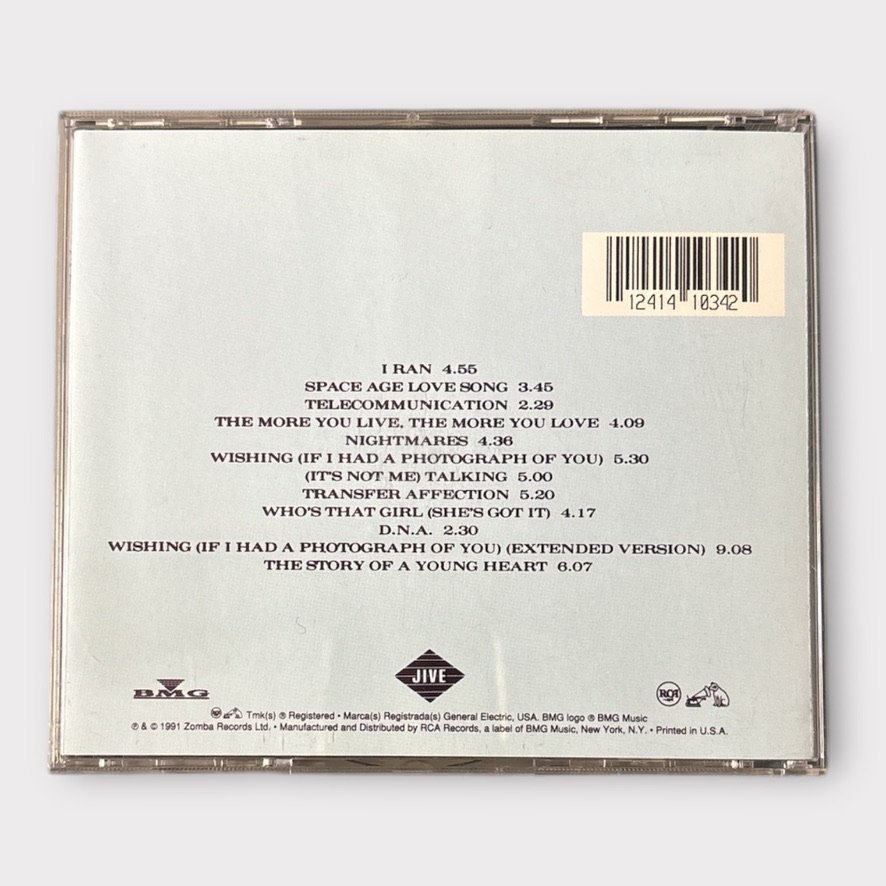 12414 10342
I RAN 4.55
SPACE AGE LOVE SONG 3.45
TELECOMMUNICATION 2.29
THE MORE YOU LIVE, THE MORE YOU LOVE 4.09
NIGHTMARES 4.36
WISHING (IF I HAD A PHOTOGRAPH OF YOU) 5.30
(IT'S NOT ME) TALKING 5.00
TRANSFER AFFECTION 5.20
WHO'S THAT GIRL (SHE'S GOT IT) 4.17
D.N.A. 2.30
WISHING (IF I HAD A PHOTOGRAPH OF YOU) (EXTENDED VERSION) 9.08
THE STORY OF A YOUNG HEART 6.07
JIVE
BMG
RCA
Tmk(s) ® Registered • Marca(s) Registrada(s) General Electric, USA. BMG logo ® BMG Music
℗ & © 1991 Zomba Records Ltd. • Manufactured and Distributed by RCA Records, a label of BMG Music, New York, N.Y. • Printed in U.S.A.